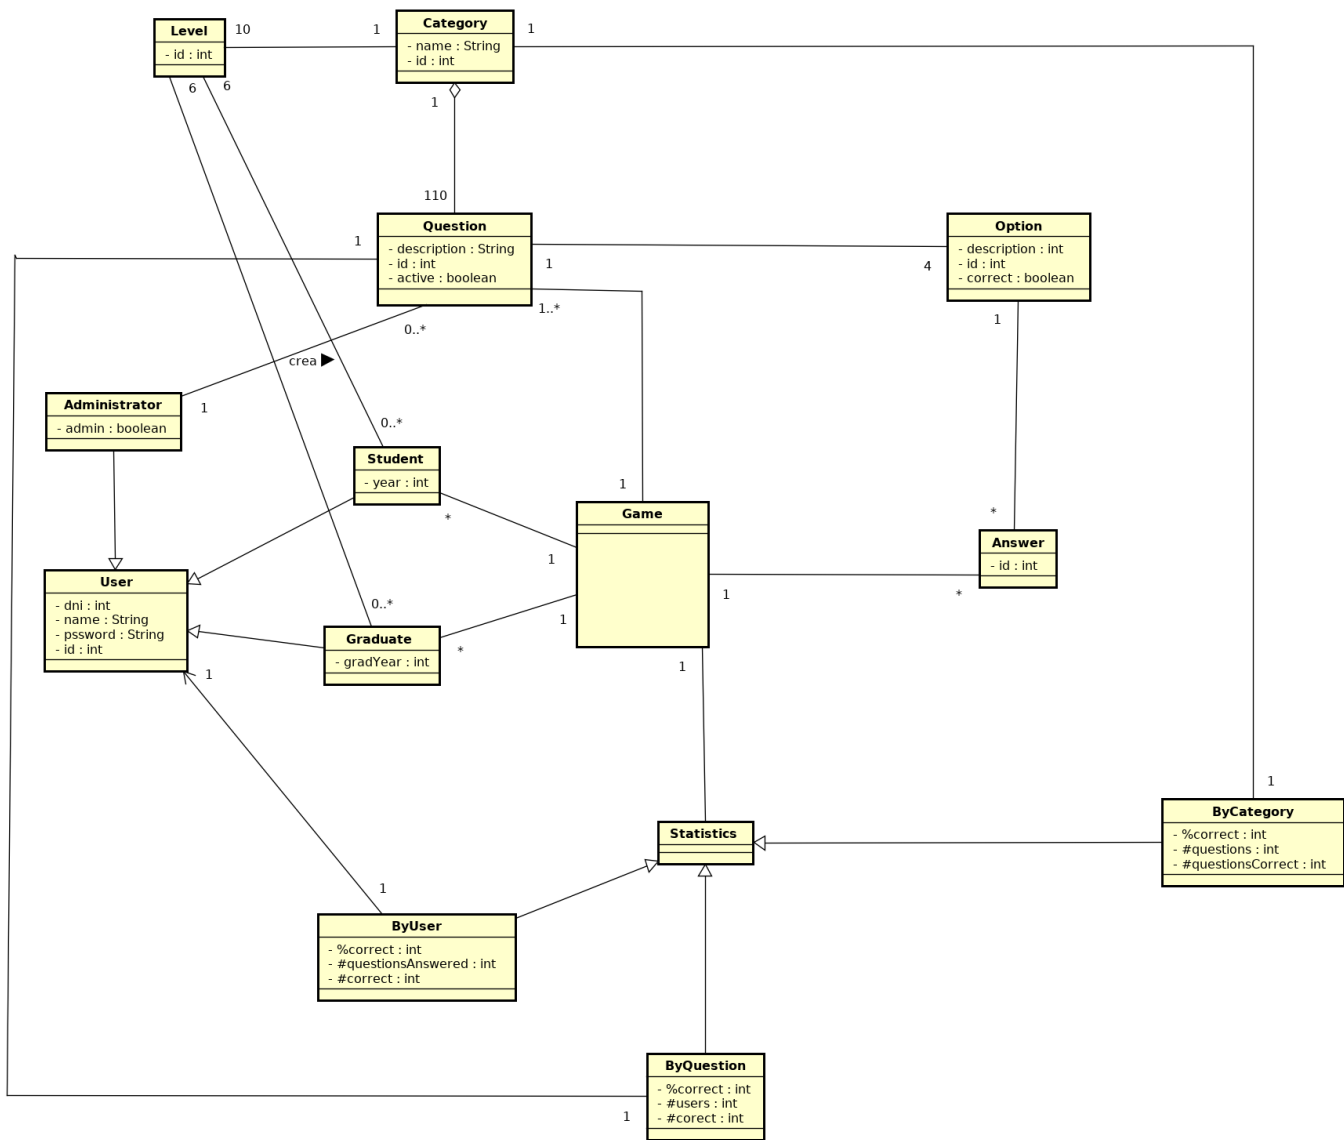 Level
- id : int
10
1
Category
- name : String
- id : int
1
6
6
1
110
Question
- description : String
- id : int
- active : boolean
1
1
4
Option
- description : int
- id : int
- correct : boolean
1..*
0..*
1
crea
Administrator
- admin : boolean
1
0..*
Student
- year : int
*
1
Game
*
Answer
- id : int
1
User
- dni : int
- name : String
- pssword : String
- id : int
0..*
1
1
*
Graduate
- gradYear : int
*
1
1
1
ByCategory
- %correct : int
- #questions : int
- #questionsCorrect : int
Statistics
1
ByUser
- %correct : int
- #questionsAnswered : int
- #correct : int
ByQuestion
- %correct : int
- #users : int
- #corect : int
1